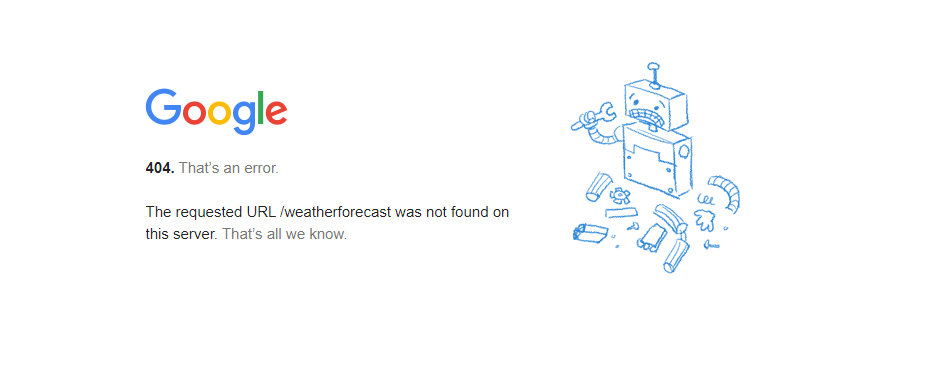 Google
404. That’s an error.
The requested URL /weatherforecast was not found on
this server. That’s all we know.